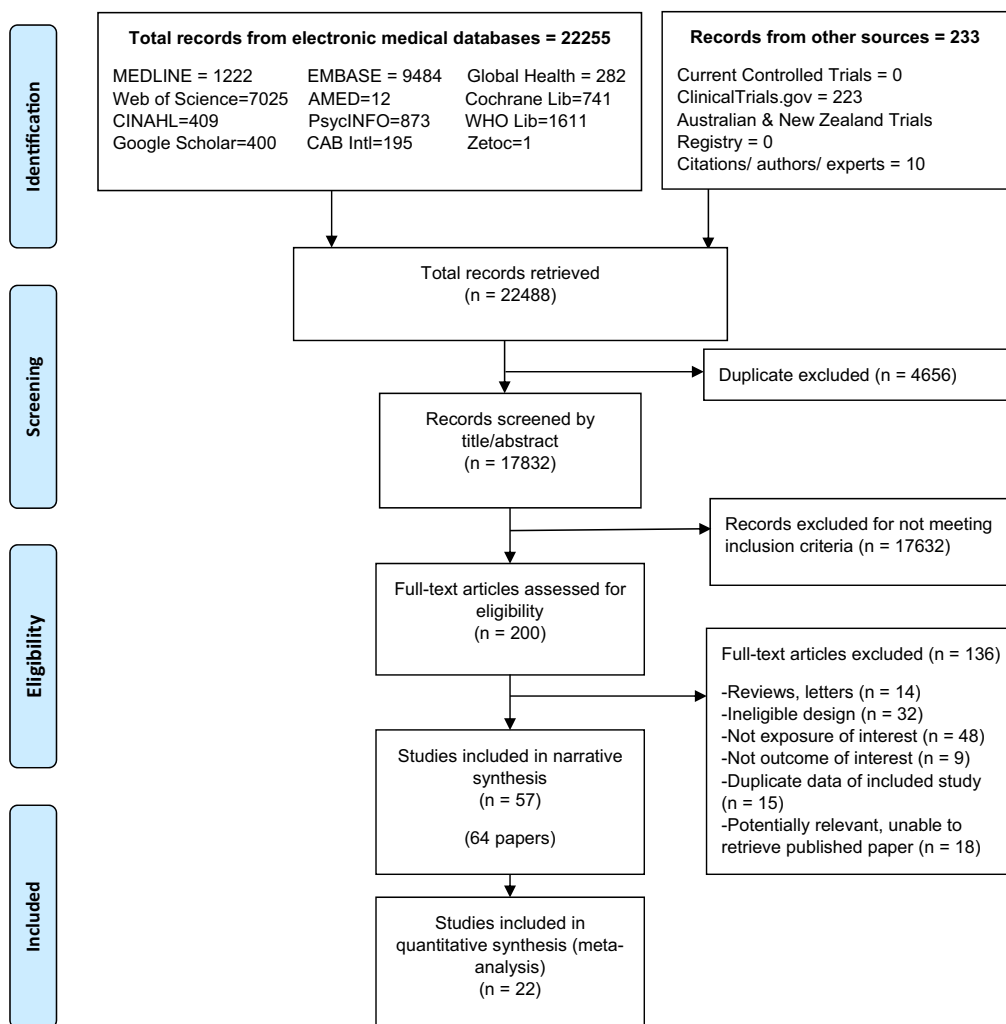 Identification
Total records from electronic medical databases = 22255
MEDLINE = 1222 EMBASE = 9484 Global Health = 282
Web of Science=7025 AMED=12 Cochrane Lib=741
CINAHL=409 PsycINFO=873 WHO Lib=1611
Google Scholar=400 CAB Intl=195 Zetoc=1
Records from other sources = 233
Current Controlled Trials = 0
ClinicalTrials.gov = 223
Australian & New Zealand Trials
Registry = 0
Citations/ authors/ experts = 10
Total records retrieved
(n = 22488)
Screening
Duplicate excluded (n = 4656)
Records screened by
title/abstract
(n = 17832)
Records excluded for not meeting
inclusion criteria (n = 17632)
Eligibility
Full-text articles assessed for
eligibility
(n = 200)
Full-text articles excluded (n = 136)
-Reviews, letters (n = 14)
-Ineligible design (n = 32)
-Not exposure of interest (n = 48)
-Not outcome of interest (n = 9)
-Duplicate data of included study
(n = 15)
-Potentially relevant, unable to
retrieve published paper (n = 18)
Studies included in narrative
synthesis
(n = 57)
(64 papers)
Included
Studies included in
quantitative synthesis (meta-
analysis)
(n = 22)